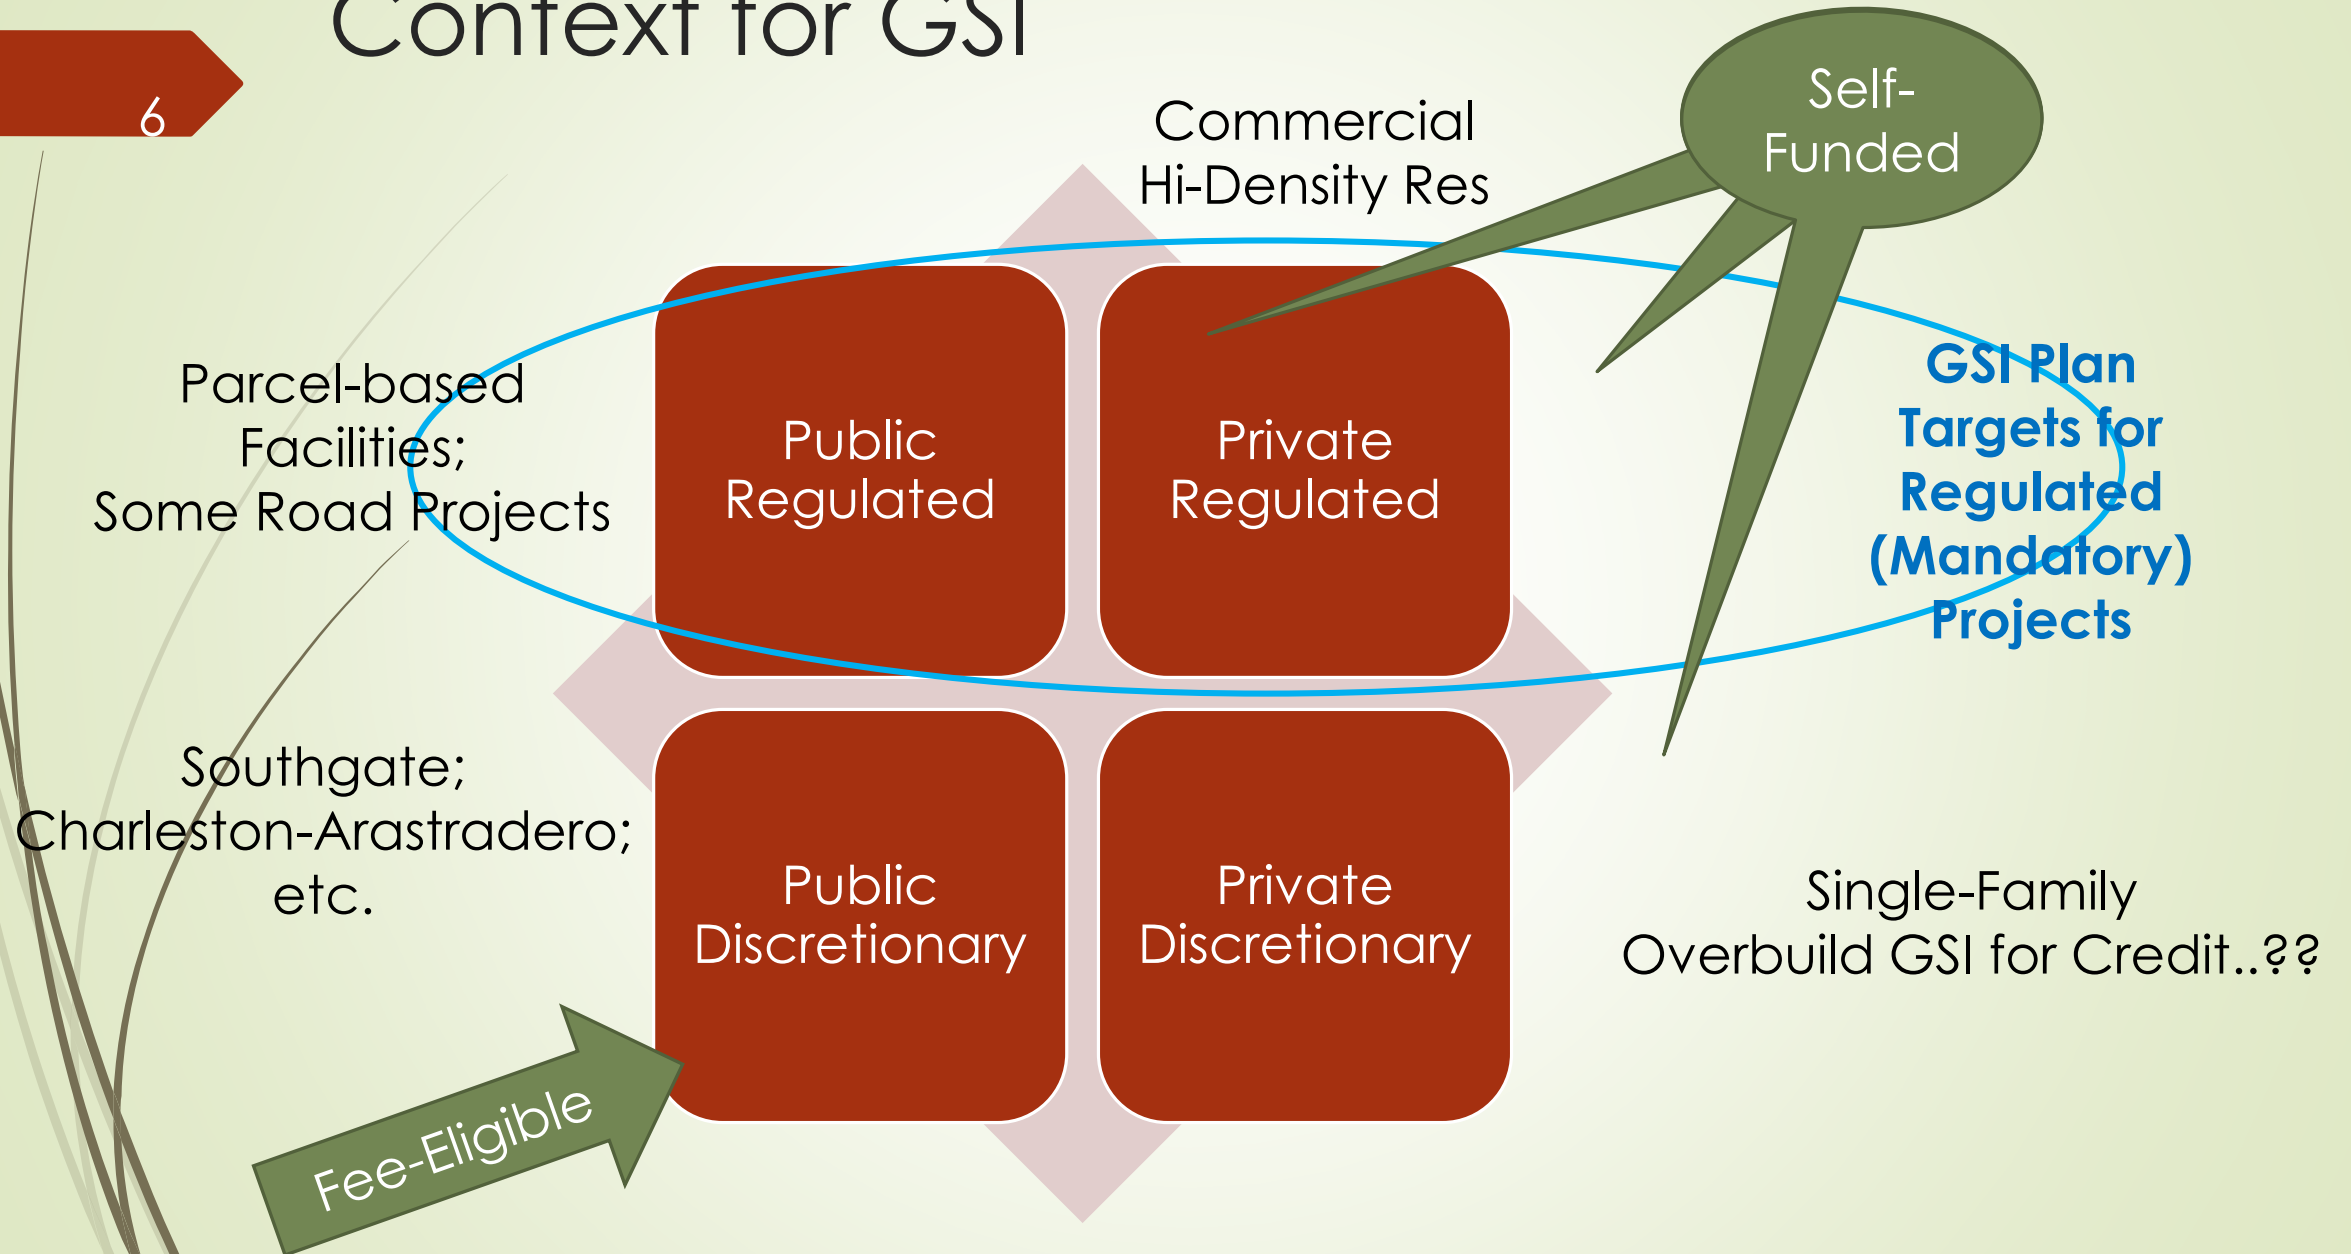 Context for GSI
6
Commercial
Hi-Density Res
Self-
Funded
Parcel-based
Facilities;
Some Road Projects
Public
Regulated
Private
Regulated
GSI Plan
Targets for
Regulated
(Mandatory)
Projects
Southgate;
Charleston-Arastradero;
etc.
Public
Discretionary
Private
Discretionary
Single-Family
Overbuild GSI for Credit..??
Fee-Eligible